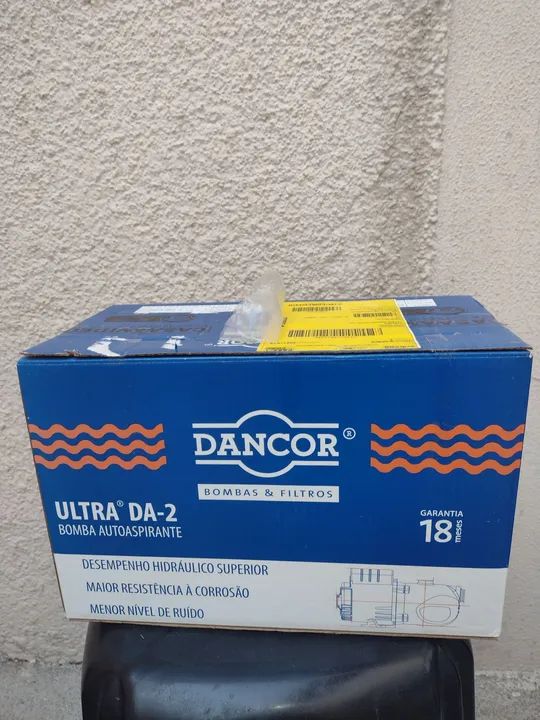 DANCOR®
BOMBAS & FILTROS
ULTRA® DA-2
BOMBA AUTOASPIRANTE
GARANTIA
18 meses
DESEMPENHO HIDRÁULICO SUPERIOR
MAIOR RESISTÊNCIA À CORROSÃO
MENOR NÍVEL DE RUÍDO